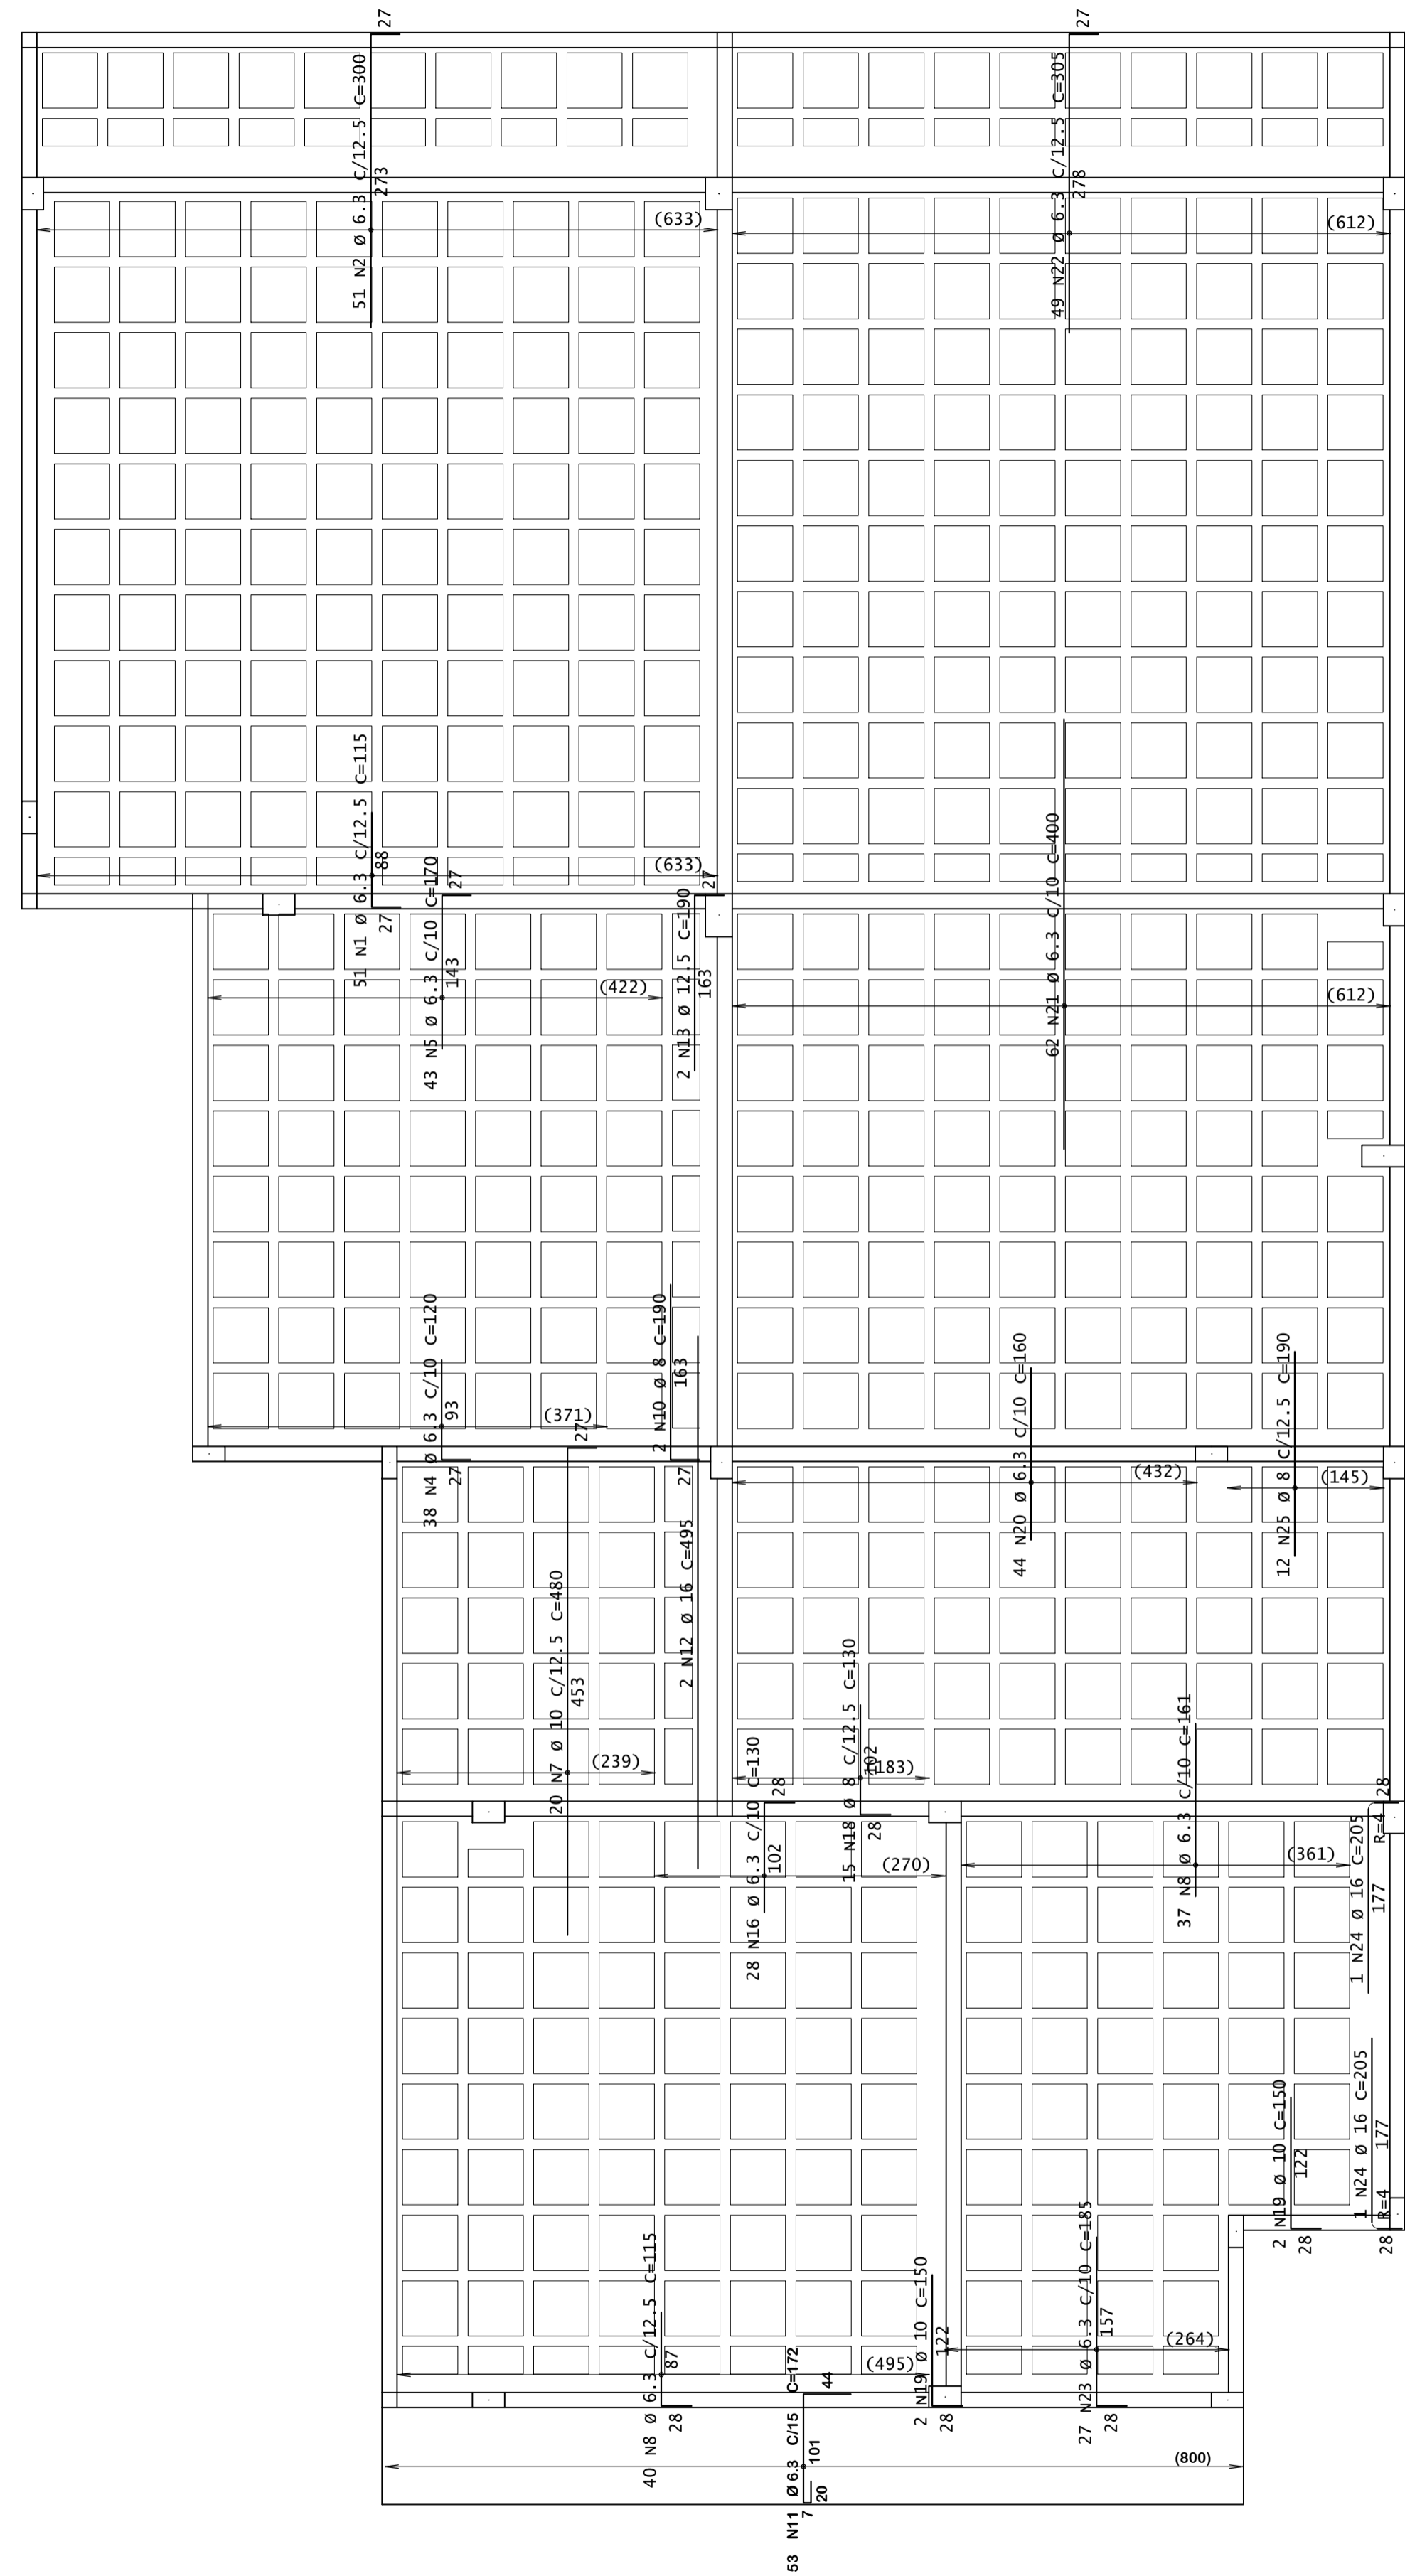 27
51 N2 Ø 6.3 C/12.5 C=300
273
(633)
27
49 N22 Ø 6.3 C/12.5 C=305
278
(612)
51 N1 Ø 6.3 C/12.5 C=115
88
27
(633)
43 N5 Ø 6.3 C/10 C=170
27
143
(422)
2 N13 Ø 12.5 C=190
27
163
62 N21 Ø 6.3 C/10 C=400
(612)
38 N4 Ø 6.3 C/10 C=120
93
27
(371)
2 N10 Ø 8 C=190
163
27
44 N20 Ø 6.3 C/10 C=160
(432)
12 N25 Ø 8 C/12.5 C=190
(145)
20 N7 Ø 10 C/12.5 C=480
27
453
(239)
2 N12 Ø 16 C=495
28 N16 Ø 6.3 C/10 C=130
28
102
(270)
15 N18 Ø 8 C/12.5 C=130
102
28
(183)
37 N8 Ø 6.3 C/10 C=161
(361)
1 N24 Ø 16 C=205
R=4
28
177
1 N24 Ø 16 C=205
R=4
28
177
2 N19 Ø 10 C=150
122
28
40 N8 Ø 6.3 C/12.5 C=115
87
28
(495)
2 N19 Ø 10 C=150
122
28
27 N23 Ø 6.3 C/10 C=185
157
28
(264)
53 N11 Ø 6.3 C/15 C=172
44
101
20
7
(800)